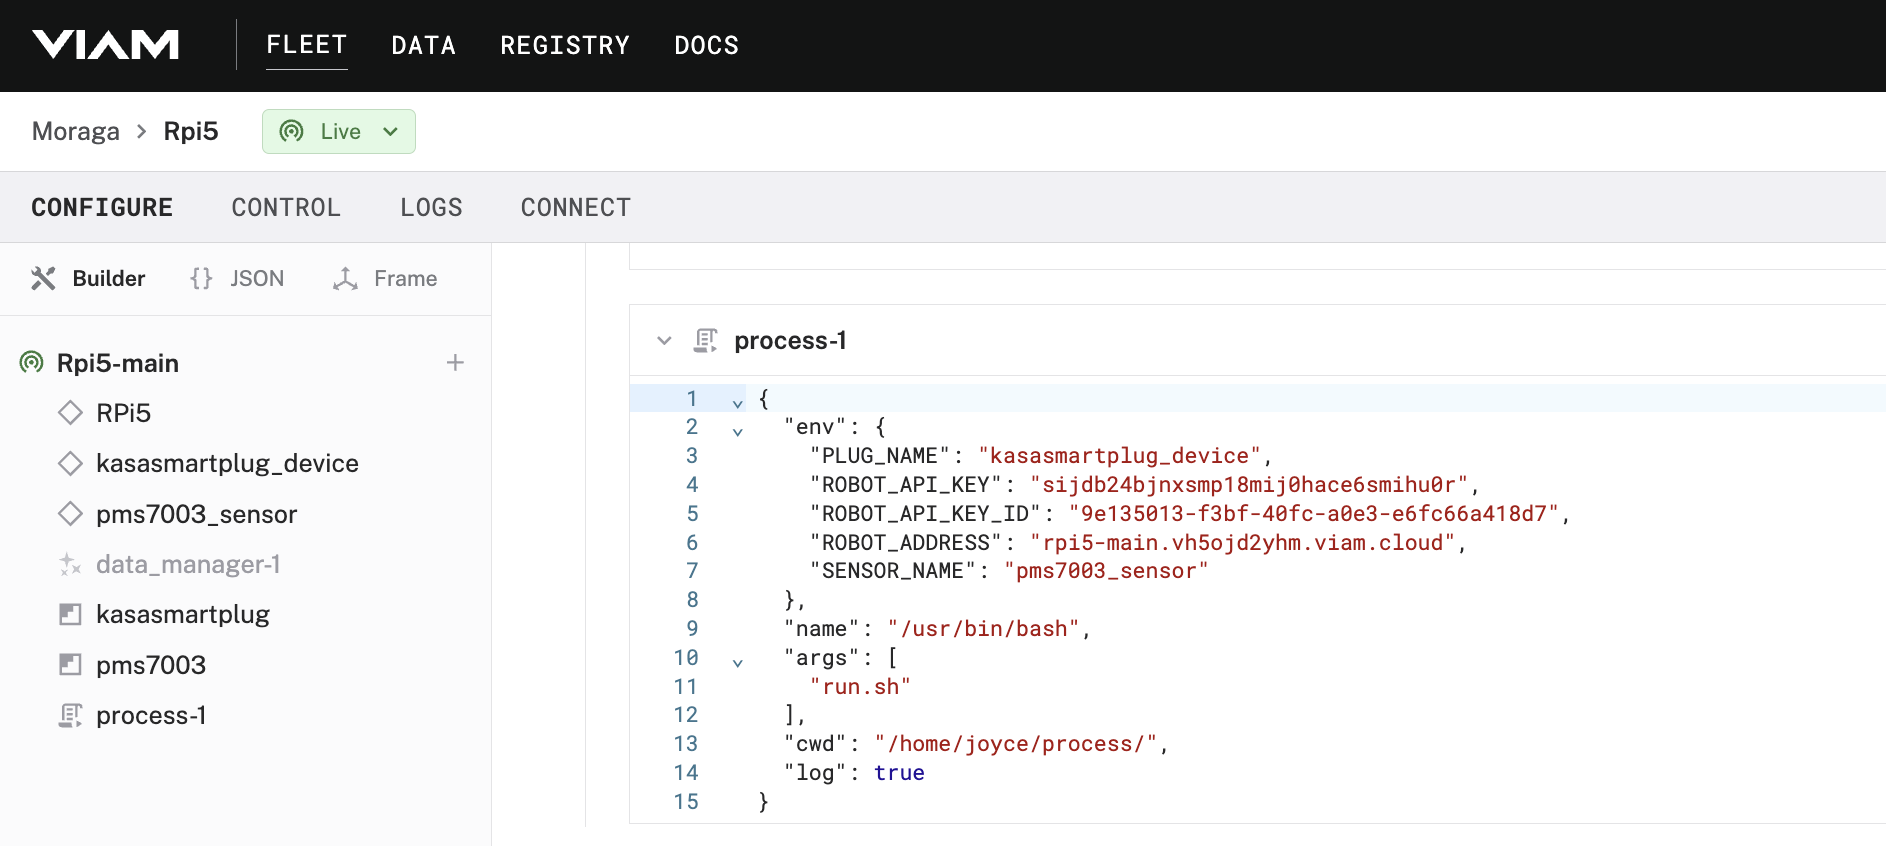 VIAM FLEET DATA REGISTRY DOCS
Moraga > Rpi5 Live
CONFIGURE CONTROL LOGS CONNECT
Builder {} JSON Frame
Rpi5-main +
RPi5
kasasmartplug_device
pms7003_sensor
data_manager-1
kasasmartplug
pms7003
process-1
process-1
1 {
2 "env": {
3 "PLUG_NAME": "kasasmartplug_device",
4 "ROBOT_API_KEY": "sijdb24bjnxsmp18mij0hace6smihu0r",
5 "ROBOT_API_KEY_ID": "9e135013-f3bf-40fc-a0e3-e6fc66a418d7",
6 "ROBOT_ADDRESS": "rpi5-main.vh5ojd2yhm.viam.cloud",
7 "SENSOR_NAME": "pms7003_sensor"
8 },
9 "name": "/usr/bin/bash",
10 "args": [
11 "run.sh"
12 ],
13 "cwd": "/home/joyce/process/",
14 "log": true
15 }